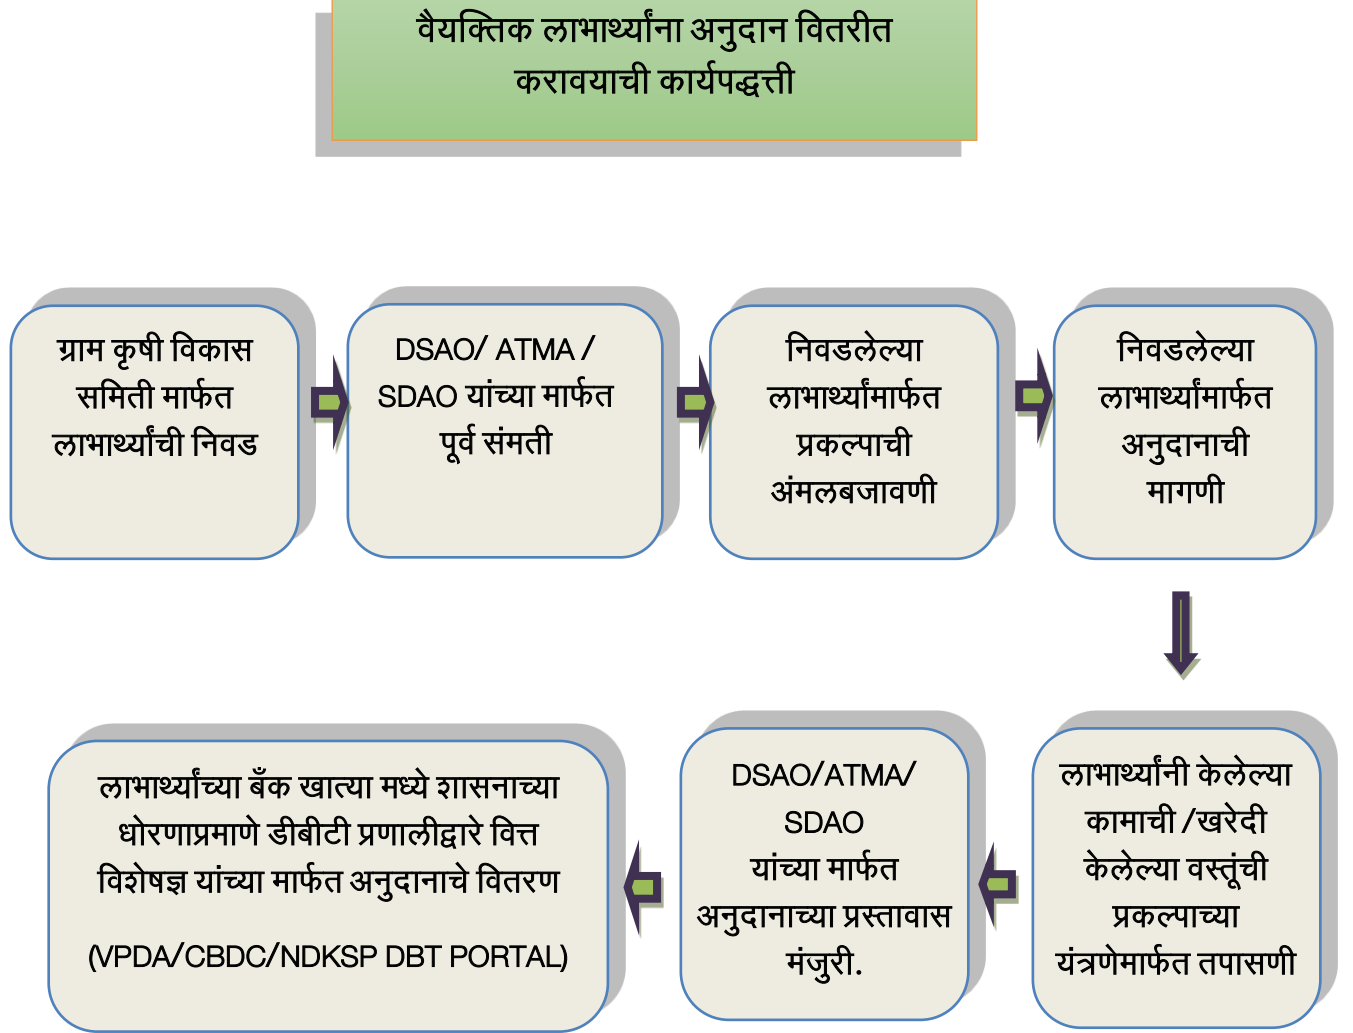 वैयक्तिक लाभार्थ्यांना अनुदान वितरीत
करावयाची कार्यपद्धत्ती
ग्राम कृषी विकास
समिती मार्फत
लाभार्थ्यांची निवड
DSAO/ ATMA /
SDAO यांच्या मार्फत
पूर्व संमती
निवडलेल्या
लाभार्थ्यांमार्फत
प्रकल्पाची
अंमलबजावणी
निवडलेल्या
लाभार्थ्यांमार्फत
अनुदानाची
मागणी
लाभार्थ्यांनी केलेल्या
कामाची /खरेदी
केलेल्या वस्तूंची
प्रकल्पाच्या
यंत्रणेमार्फत तपासणी
DSAO/ATMA/
SDAO
यांच्या मार्फत
अनुदानाच्या प्रस्तावास
मंजुरी.
लाभार्थ्यांच्या बँक खात्या मध्ये शासनाच्या
धोरणाप्रमाणे डीबीटी प्रणालीद्वारे वित्त
विशेषज्ञ यांच्या मार्फत अनुदानाचे वितरण
(VPDA/CBDC/NDKSP DBT PORTAL)